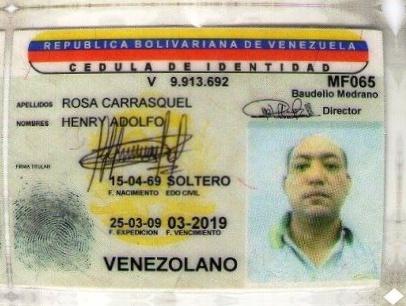 REPUBLICA BOLIVARIANA DE VENEZUELA
CEDULA DE IDENTIDAD
V 9.913.692
MF065
Baudelio Medrano
Director
APELLIDOS ROSA CARRASQUEL
NOMBRES HENRY ADOLFO
FIRMA TITULAR
15-04-69 SOLTERO
F. NACIMIENTO EDO CIVIL
25-03-09 03-2019
F. EXPEDICION F. VENCIMIENTO
VENEZOLANO